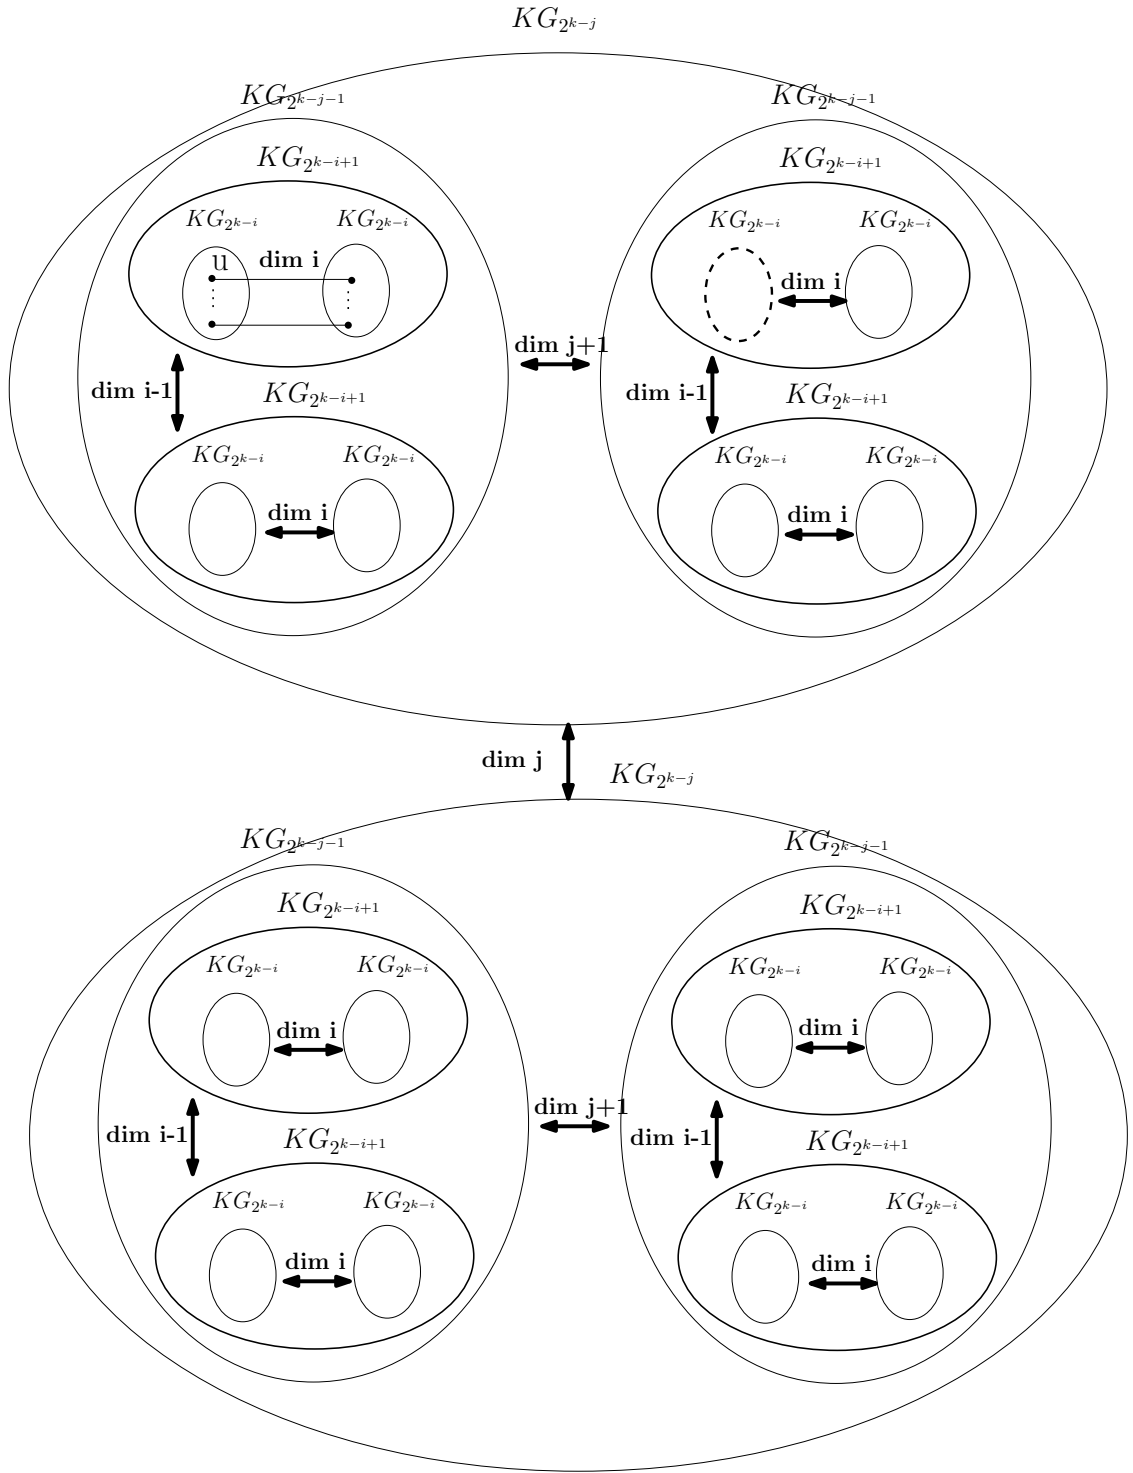 KG_{2^{k-j}}
KG_{2^{k-j-1}} KG_{2^{k-j-1}}
KG_{2^{k-i+1}} KG_{2^{k-i+1}}
KG_{2^{k-i}} KG_{2^{k-i}} KG_{2^{k-i}} KG_{2^{k-i}}
u dim i dim i
dim j+1
dim i-1 dim i-1
KG_{2^{k-i+1}} KG_{2^{k-i+1}}
KG_{2^{k-i}} KG_{2^{k-i}} KG_{2^{k-i}} KG_{2^{k-i}}
dim i dim i
dim j
KG_{2^{k-j}}
KG_{2^{k-j-1}} KG_{2^{k-j-1}}
KG_{2^{k-i+1}} KG_{2^{k-i+1}}
KG_{2^{k-i}} KG_{2^{k-i}} KG_{2^{k-i}} KG_{2^{k-i}}
dim i dim i
dim j+1
dim i-1 dim i-1
KG_{2^{k-i+1}} KG_{2^{k-i+1}}
KG_{2^{k-i}} KG_{2^{k-i}} KG_{2^{k-i}} KG_{2^{k-i}}
dim i dim i